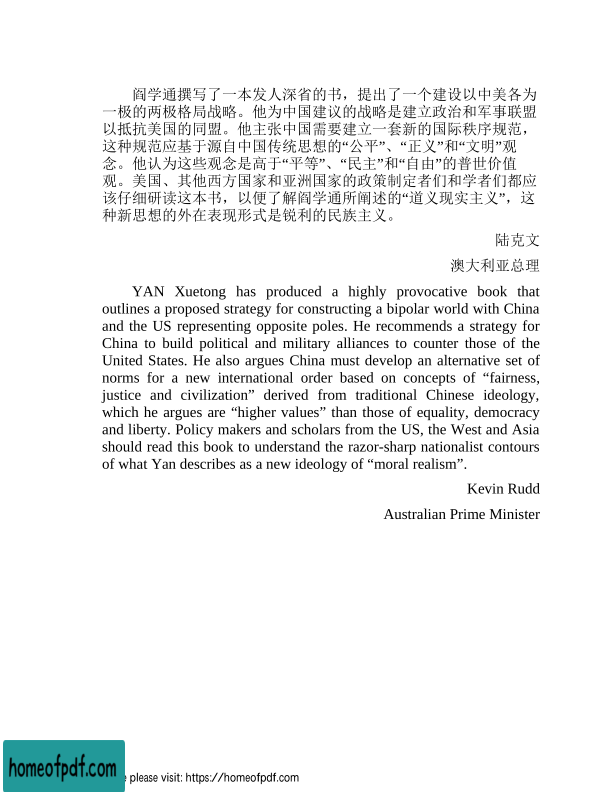 阎学通撰写了一本发人深省的书，提出了一个建设以中美各为
一极的两极格局战略。他为中国建议的战略是建立政治和军事联盟
以抵抗美国的同盟。他主张中国需要建立一套新的国际秩序规范，
这种规范应基于源自中国传统思想的“公平”、“正义”和“文明”观
念。他认为这些观念是高于“平等”、“民主”和“自由”的普世价值
观。美国、其他西方国家和亚洲国家的政策制定者们和学者们都应
该仔细研读这本书，以便了解阎学通所阐述的“道义现实主义”，这
种新思想的外在表现形式是锐利的民族主义。
陆克文
澳大利亚总理
YAN Xuetong has produced a highly provocative book that
outlines a proposed strategy for constructing a bipolar world with China
and the US representing opposite poles. He recommends a strategy for
China to build political and military alliances to counter those of the
United States. He also argues China must develop an alternative set of
norms for a new international order based on concepts of “fairness,
justice and civilization” derived from traditional Chinese ideology,
which he argues are “higher values” than those of equality, democracy
and liberty. Policy makers and scholars from the US, the West and Asia
should read this book to understand the razor-sharp nationalist contours
of what Yan describes as a new ideology of “moral realism”.
Kevin Rudd
Australian Prime Minister
homeofpdf.com
please visit: https://homeofpdf.com